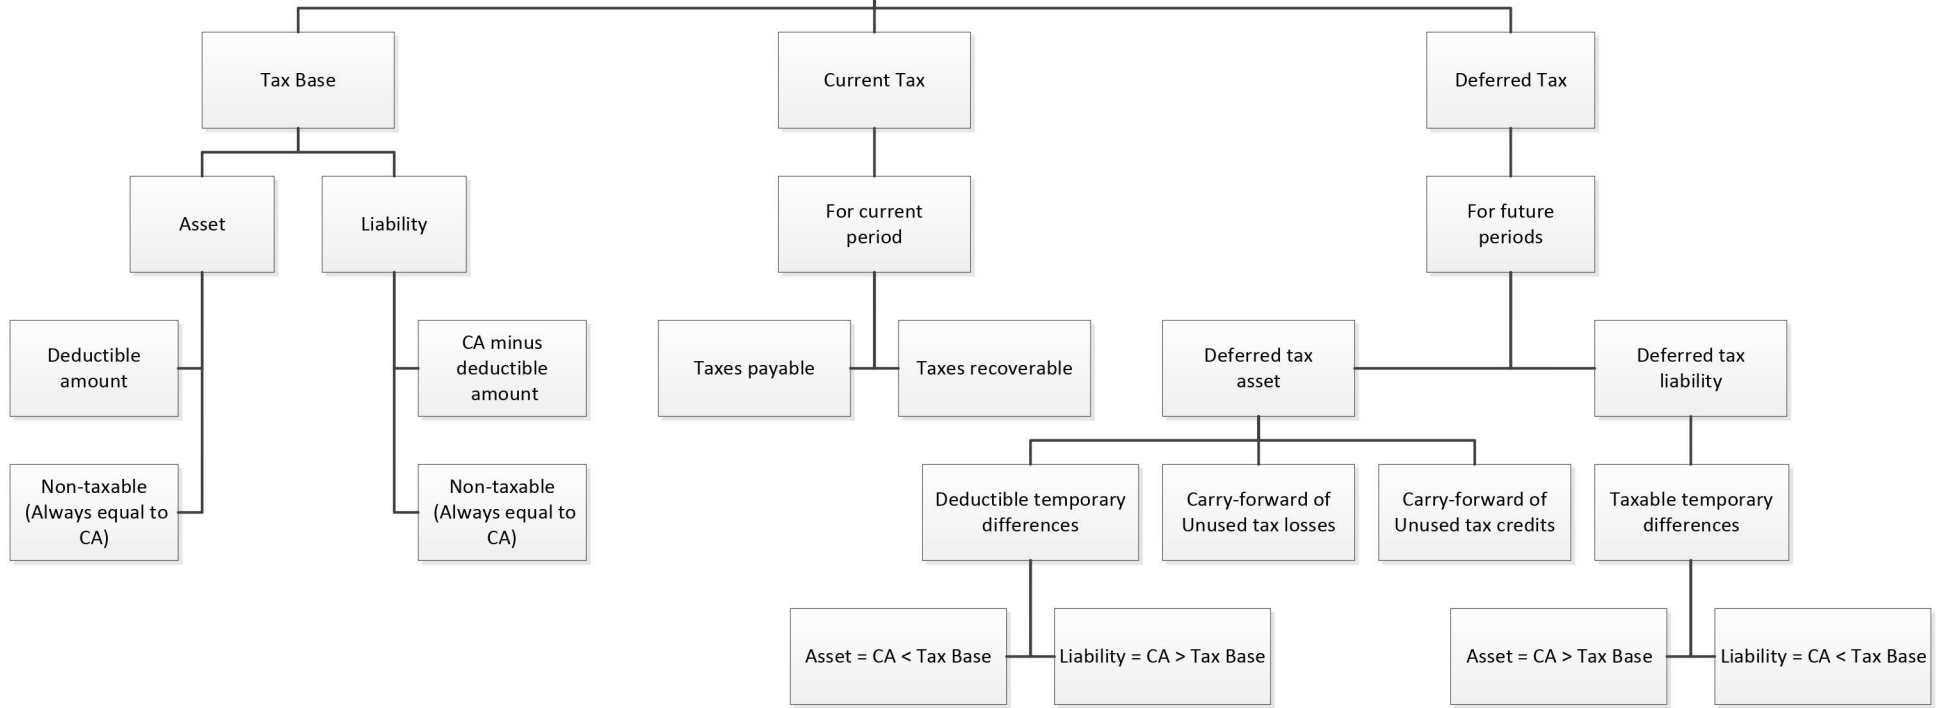 Tax Base
Current Tax
Deferred Tax
Asset
Liability
For current
period
For future
periods
Deductible
amount
CA minus
deductible
amount
Taxes payable
Taxes recoverable
Deferred tax
asset
Deferred tax
liability
Non-taxable
(Always equal to
CA)
Non-taxable
(Always equal to
CA)
Deductible temporary
differences
Carry-forward of
Unused tax losses
Carry-forward of
Unused tax credits
Taxable temporary
differences
Asset = CA < Tax Base
Liability = CA > Tax Base
Asset = CA > Tax Base
Liability = CA < Tax Base